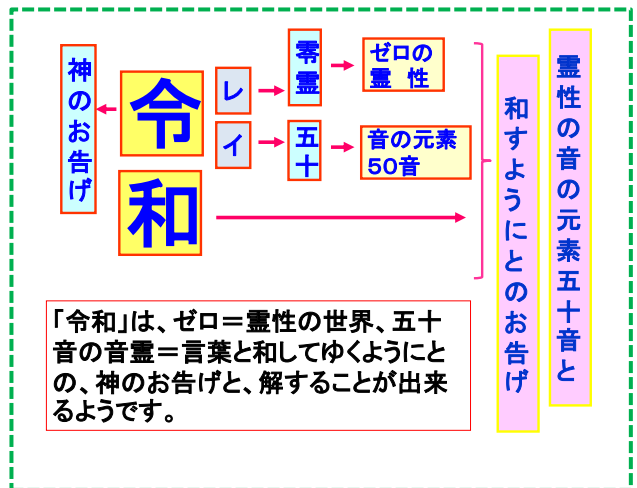 神のお告げ
令
和
レ
イ
零霊
五十
ゼロの
霊 性
音の元素
50音
霊性の音の元素五十音と
和すようにとのお告げ
「令和」は、ゼロ＝霊性の世界、五十
音の音霊＝言葉と和してゆくようにと
の、神のお告げと、解することが出来
るようです。